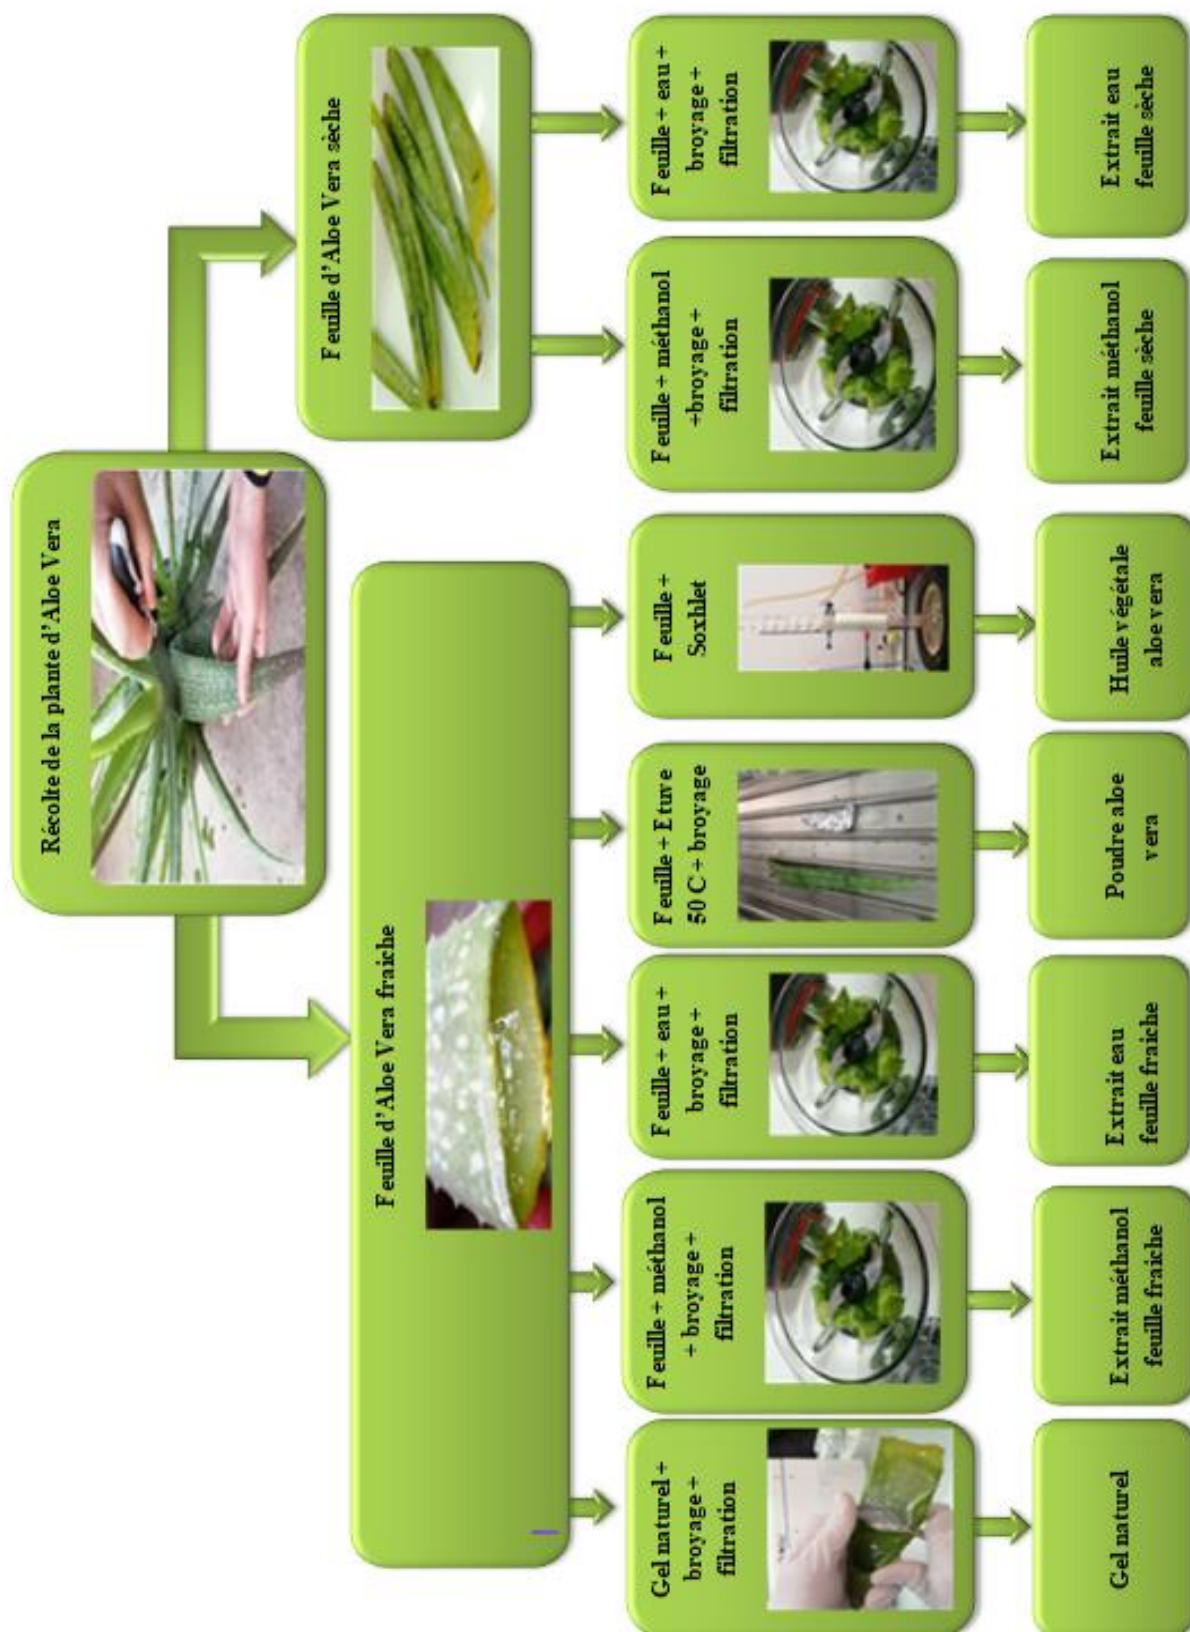 Récolte de la plante d'Aloe Vera
Feuille d'Aloe Vera fraiche
Feuille d'Aloe Vera sèche
Gel naturel +
broyage +
filtration
Feuille + méthanol
+ broyage +
filtration
Feuille + eau +
broyage +
filtration
Feuille + Etuve
50 C + broyage
Feuille +
Soxhlet
Feuille + méthanol
+broyage +
filtration
Feuille + eau +
broyage +
filtration
Gel naturel
Extrait méthanol
feuille fraiche
Extrait eau
feuille fraiche
Poudre aloe
vera
Huile végétale
aloe vera
Extrait méthanol
feuille sèche
Extrait eau
feuille sèche